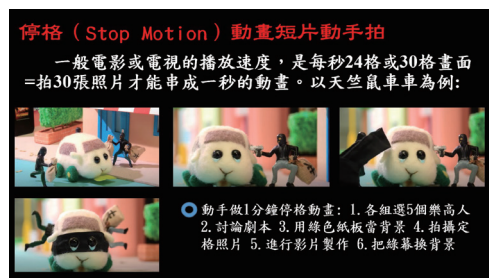 停格（Stop Motion）動畫短片動手拍
一般電影或電視的播放速度，是每秒24格或30格畫面
=拍30張照片才能串成一秒的動畫。以天竺鼠車車為例:
動手做1分鐘停格動畫: 1. 各組選5個樂高人
2. 討論劇本 3. 用綠色紙板當背景 4. 拍攝定
格照片 5. 進行影片製作 6. 把綠幕換背景